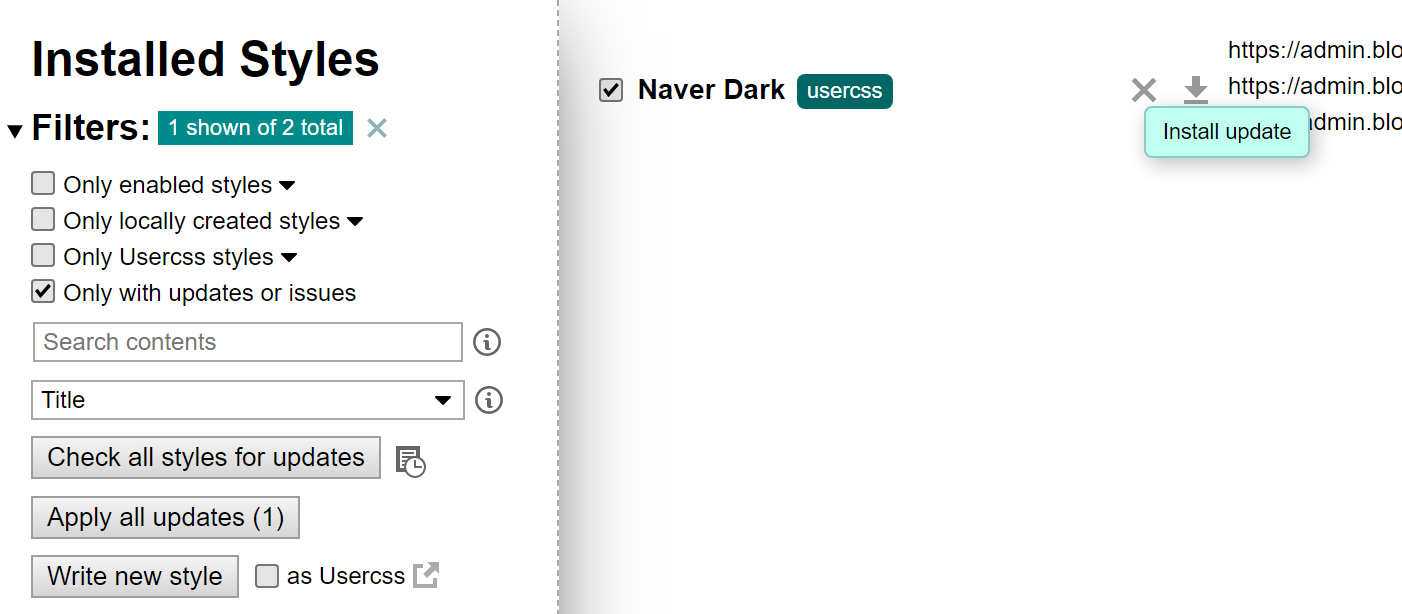 Installed Styles
Filters: 1 shown of 2 total
Only enabled styles
Only locally created styles
Only Usercss styles
Only with updates or issues
Search contents
Title
Check all styles for updates
Apply all updates (1)
Write new style as Usercss
Naver Dark usercss
https://admin.blo
https://admin.blo
dmin.blo
Install update